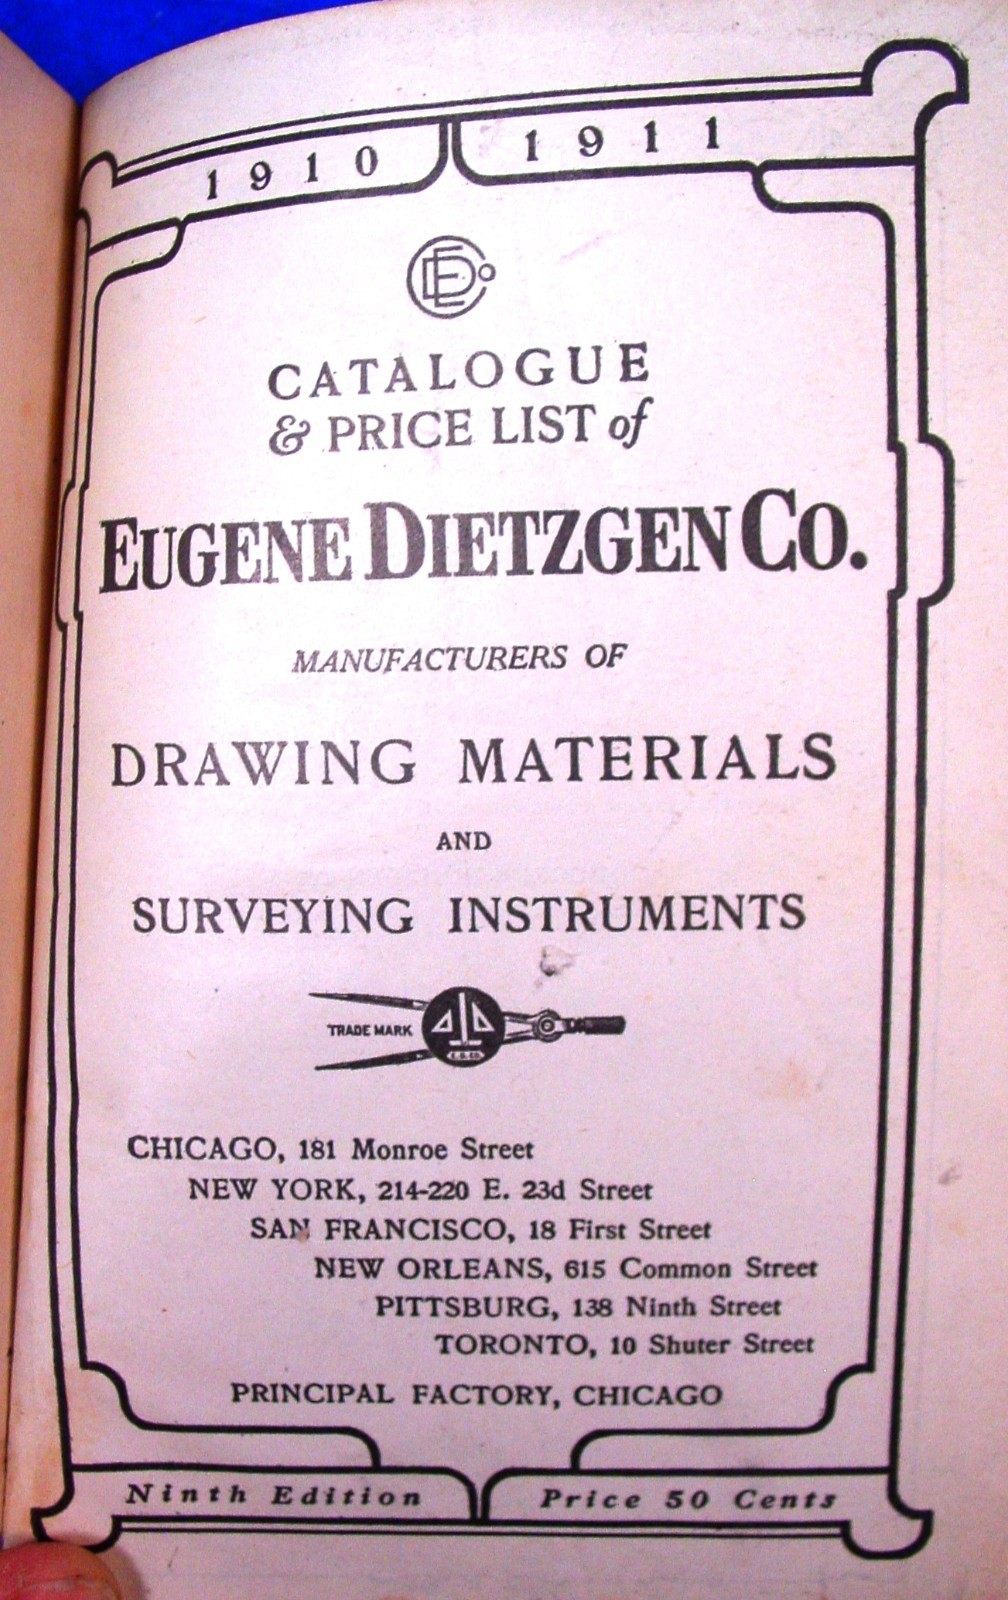 1910 1911
CATALOGUE
& PRICE LIST of
EUGENE DIETZGEN CO.
MANUFACTURERS OF
DRAWING MATERIALS
AND
SURVEYING INSTRUMENTS
TRADE MARK
E. D. CO.
CHICAGO, 181 Monroe Street
NEW YORK, 214-220 E. 23d Street
SAN FRANCISCO, 18 First Street
NEW ORLEANS, 615 Common Street
PITTSBURG, 138 Ninth Street
TORONTO, 10 Shuter Street
PRINCIPAL FACTORY, CHICAGO
Ninth Edition Price 50 Cents